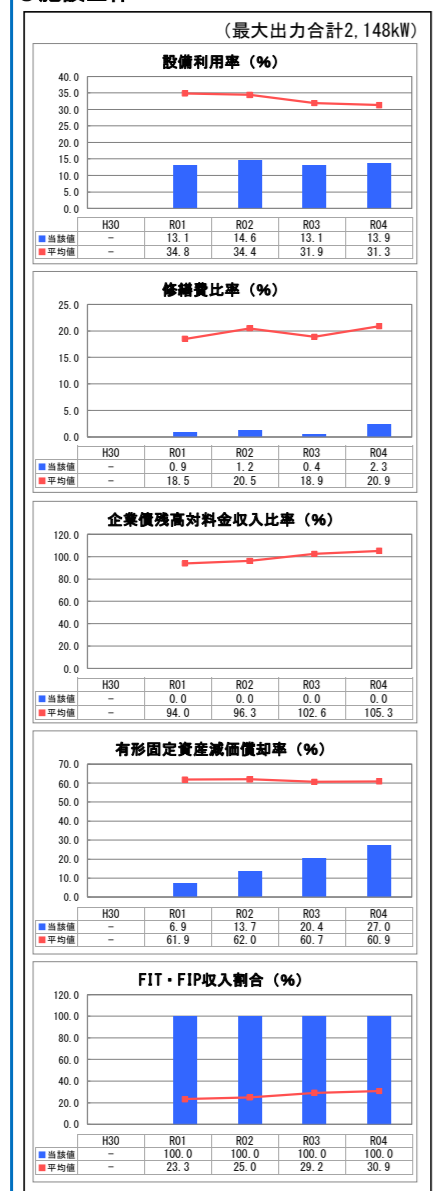 （最大出力合計2,148kW）
設備利用率（％）
40.0
35.0
30.0
25.0
20.0
15.0
10.0
5.0
0.0
H30 R01 R02 R03 R04
当該値 － 13.1 14.6 13.1 13.9
平均値 － 34.8 34.4 31.9 31.3
修繕費比率（％）
25.0
20.0
15.0
10.0
5.0
0.0
H30 R01 R02 R03 R04
当該値 － 0.9 1.2 0.4 2.3
平均値 － 18.5 20.5 18.9 20.9
企業債残高対料金収入比率（％）
120.0
100.0
80.0
60.0
40.0
20.0
0.0
H30 R01 R02 R03 R04
当該値 － 0.0 0.0 0.0 0.0
平均値 － 94.0 96.3 102.6 105.3
有形固定資産減価償却率（％）
70.0
60.0
50.0
40.0
30.0
20.0
10.0
0.0
H30 R01 R02 R03 R04
当該値 － 6.9 13.7 20.4 27.0
平均値 － 61.9 62.0 60.7 60.9
FIT・FIP収入割合（％）
120.0
100.0
80.0
60.0
40.0
20.0
0.0
H30 R01 R02 R03 R04
当該値 － 100.0 100.0 100.0 100.0
平均値 － 23.3 25.0 29.2 30.9